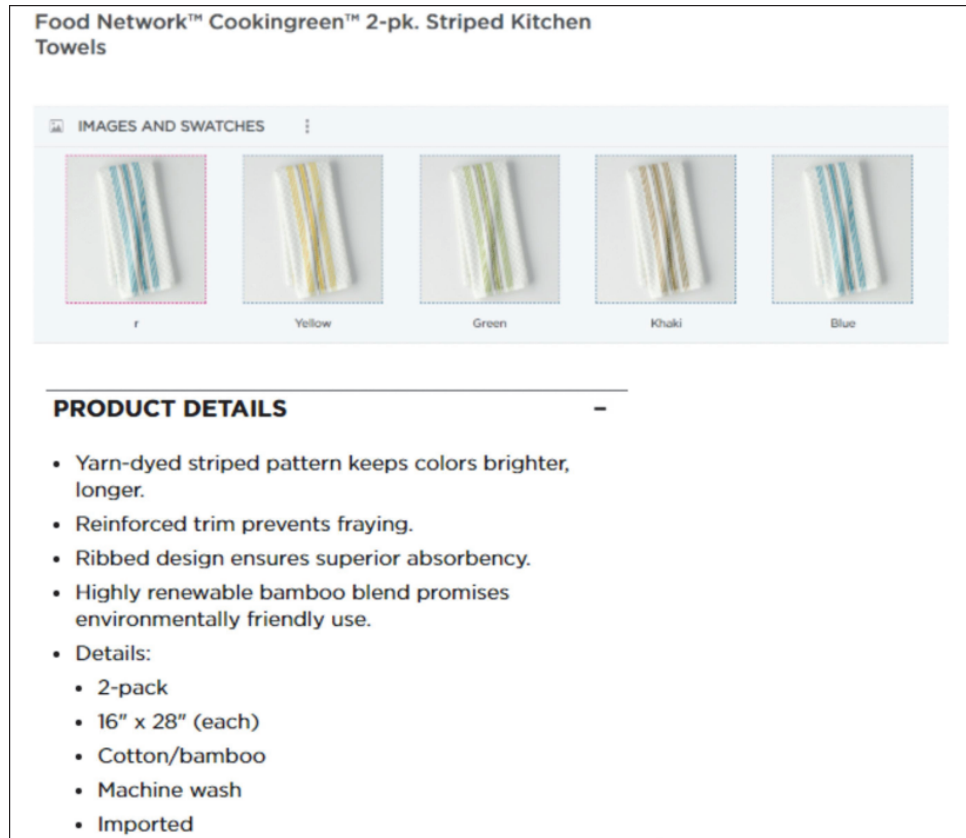 Food Network™ Cookingreen™ 2-pk. Striped Kitchen
Towels
IMAGES AND SWATCHES
r
Yellow
Green
Khaki
Blue
PRODUCT DETAILS –
• Yarn-dyed striped pattern keeps colors brighter,
longer.
• Reinforced trim prevents fraying.
• Ribbed design ensures superior absorbency.
• Highly renewable bamboo blend promises
environmentally friendly use.
• Details:
• 2-pack
• 16" x 28" (each)
• Cotton/bamboo
• Machine wash
• Imported